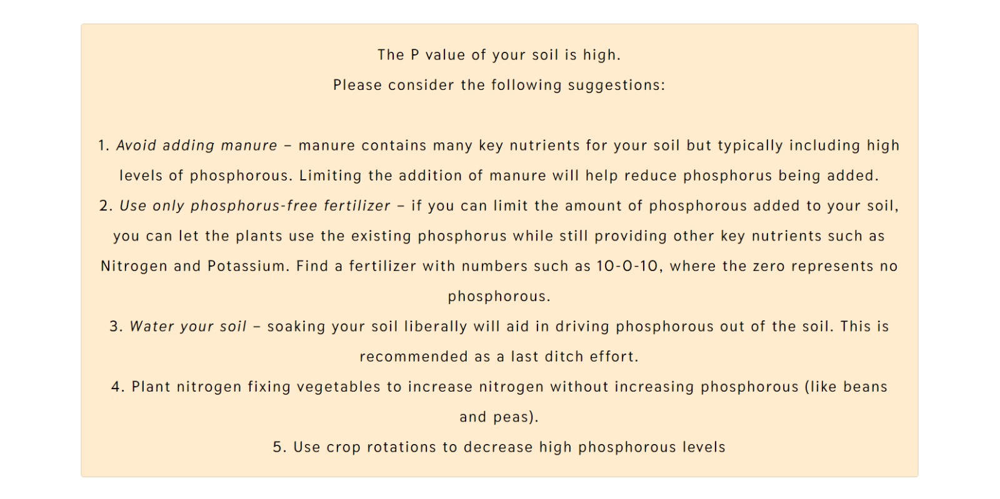 The P value of your soil is high.
Please consider the following suggestions:
1. Avoid adding manure – manure contains many key nutrients for your soil but typically including high
levels of phosphorous. Limiting the addition of manure will help reduce phosphorus being added.
2. Use only phosphorus-free fertilizer – if you can limit the amount of phosphorous added to your soil,
you can let the plants use the existing phosphorus while still providing other key nutrients such as
Nitrogen and Potassium. Find a fertilizer with numbers such as 10-0-10, where the zero represents no
phosphorous.
3. Water your soil – soaking your soil liberally will aid in driving phosphorous out of the soil. This is
recommended as a last ditch effort.
4. Plant nitrogen fixing vegetables to increase nitrogen without increasing phosphorous (like beans
and peas).
5. Use crop rotations to decrease high phosphorous levels